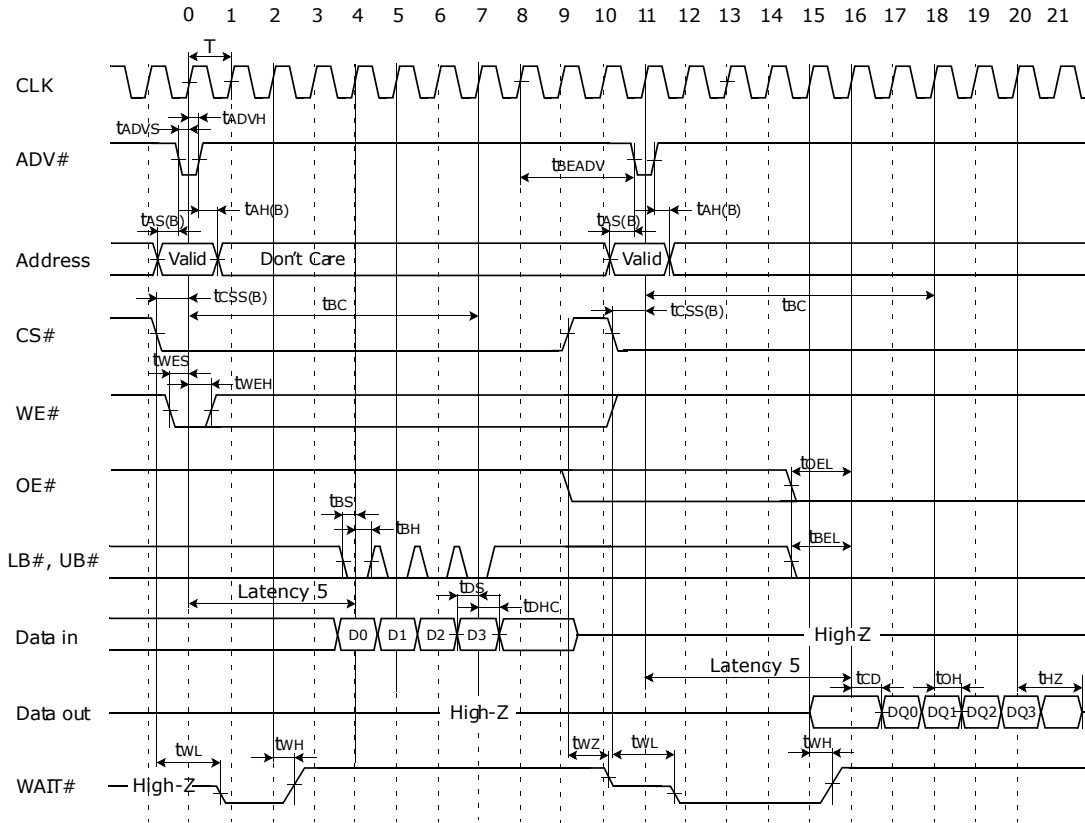 0 1 2 3 4 5 6 7 8 9 10 11 12 13 14 15 16 17 18 19 20 21
T
CLK
tADVH
tADVS
ADV#
tBEADV
tAH(B) tAH(B)
tAS(B) tAS(B)
Address Valid Don't Care Valid
tCSS(B) tBC tCSS(B) tBC
CS#
tWES
tWEH
WE#
tOEL
OE#
tBS
tBH tBEL
LB#, UB#
Latency 5 tDS
tDHC
Data in D0 D1 D2 D3 High-Z
Latency 5 tCD tOH tHZ
Data out High-Z DQ0 DQ1 DQ2 DQ3
tWL tWH tWZ tWL tWH
WAIT# High-Z